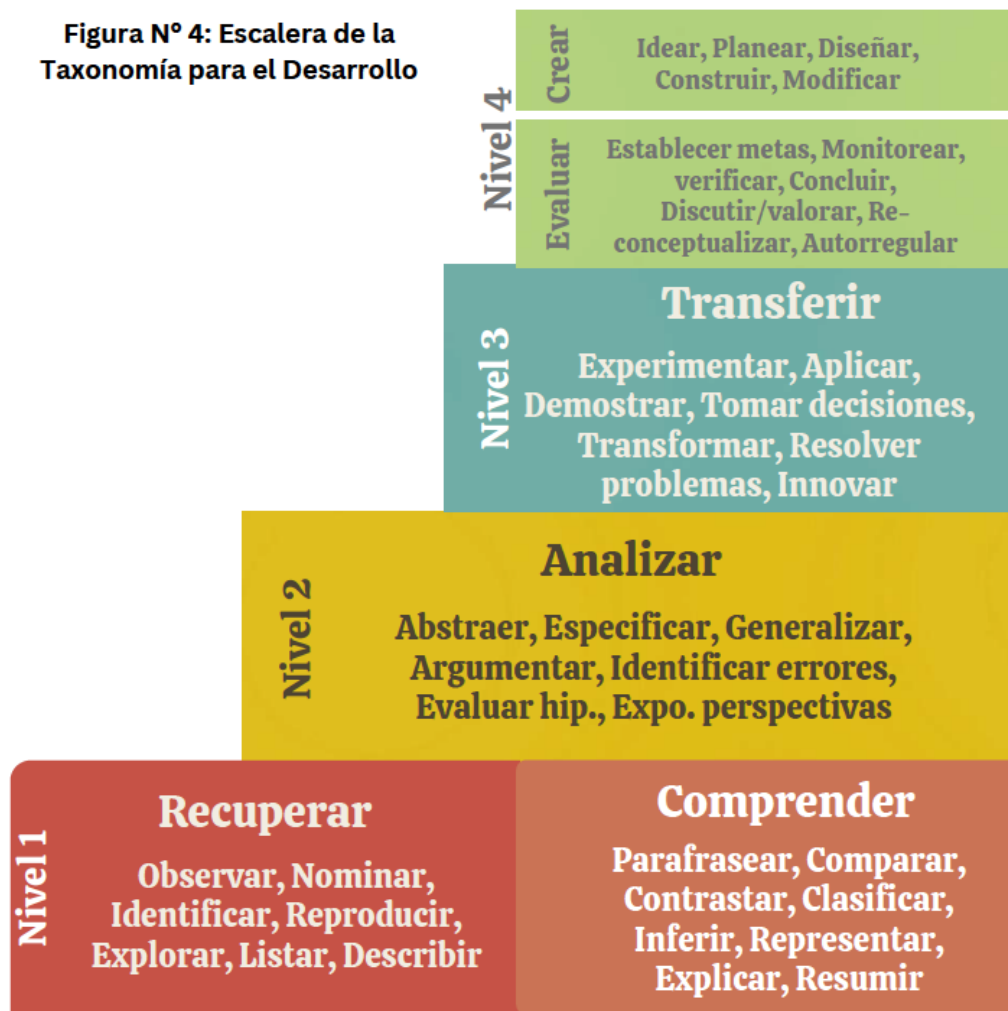 Figura N° 4: Escalera de la
Taxonomía para el Desarrollo
Nivel 4
Crear
Idear, Planear, Diseñar,
Construir, Modificar
Evaluar
Establecer metas, Monitorear,
verificar, Concluir,
Discutir/valorar, Re-
conceptualizar, Autorregular
Nivel 3
Transferir
Experimentar, Aplicar,
Demostrar, Tomar decisiones,
Transformar, Resolver
problemas, Innovar
Nivel 2
Analizar
Abstraer, Especificar, Generalizar,
Argumentar, Identificar errores,
Evaluar hip., Expo. perspectivas
Nivel 1
Recuperar
Observar, Nominar,
Identificar, Reproducir,
Explorar, Listar, Describir
Comprender
Parafrasear, Comparar,
Contrastar, Clasificar,
Inferir, Representar,
Explicar, Resumir